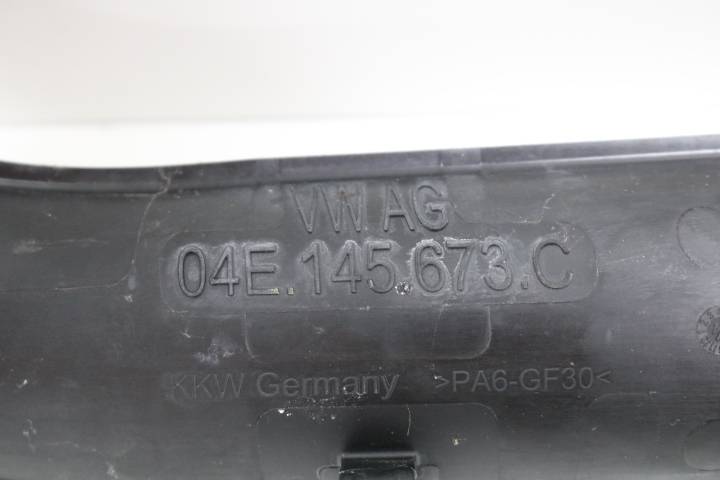 VW AG
04E.145.673.C
KKW Germany >PA6-GF30<